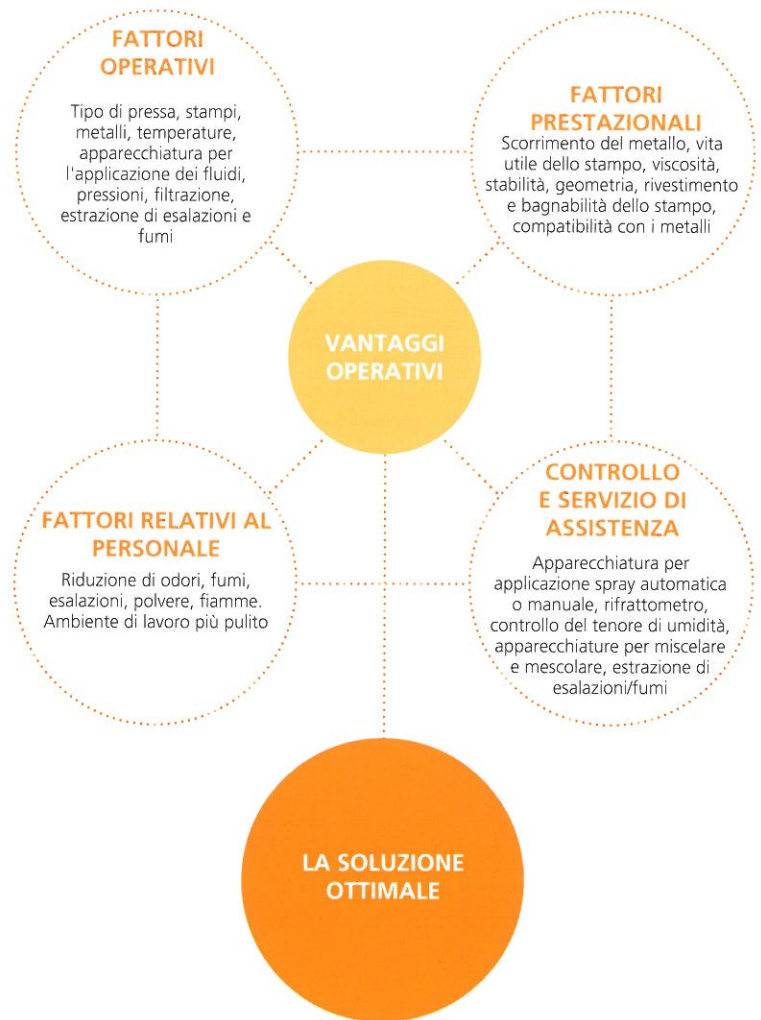 FATTORI
OPERATIVI
Tipo di pressa, stampi,
metalli, temperature,
apparecchiatura per
l'applicazione dei fluidi,
pressioni, filtrazione,
estrazione di esalazioni e
fumi
FATTORI
PRESTAZIONALI
Scorrimento del metallo, vita
utile dello stampo, viscosità,
stabilità, geometria, rivestimento
e bagnabilità dello stampo,
compatibilità con i metalli
VANTAGGI
OPERATIVI
FATTORI RELATIVI AL
PERSONALE
Riduzione di odori, fumi,
esalazioni, polvere, fiamme.
Ambiente di lavoro più pulito
CONTROLLO
E SERVIZIO DI
ASSISTENZA
Apparecchiatura per
applicazione spray automatica
o manuale, rifrattometro,
controllo del tenore di umidità,
apparecchiature per miscelare
e mescolare, estrazione di
esalazioni/fumi
LA SOLUZIONE
OTTIMALE